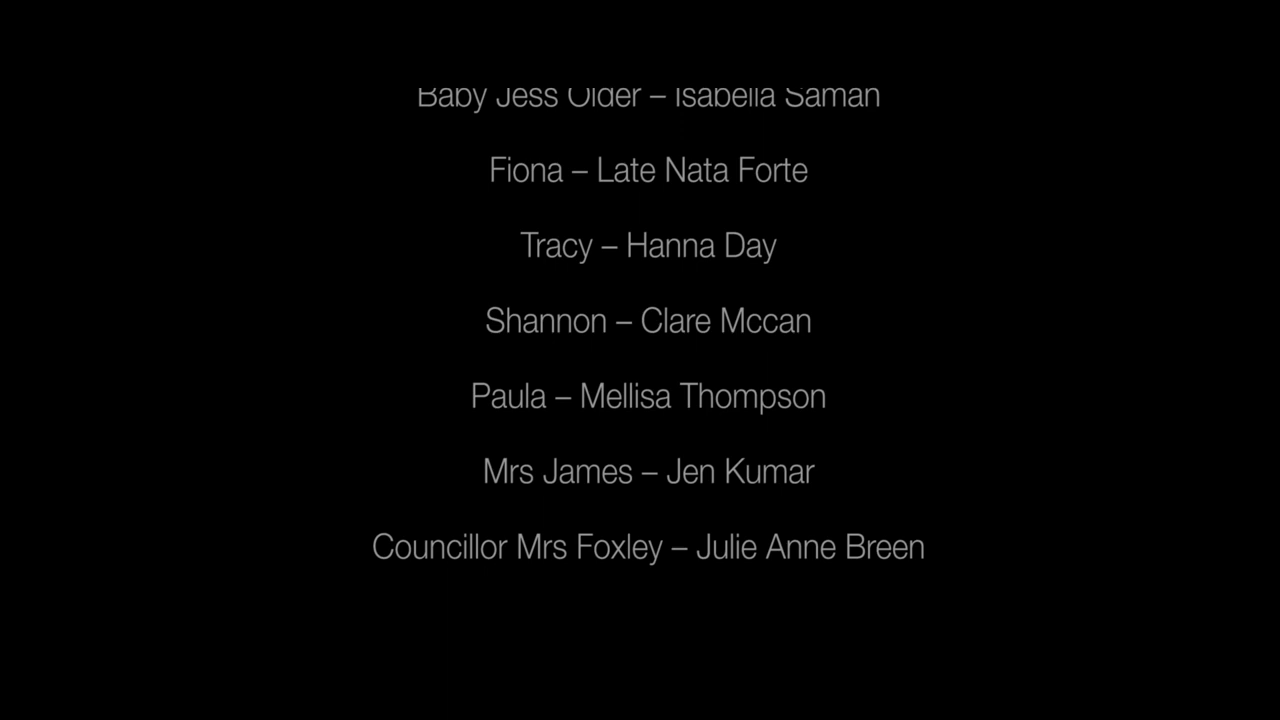 Baby Jess Older – Isabella Saman
Fiona – Late Nata Forte
Tracy – Hanna Day
Shannon – Clare Mccan
Paula – Mellisa Thompson
Mrs James – Jen Kumar
Councillor Mrs Foxley – Julie Anne Breen